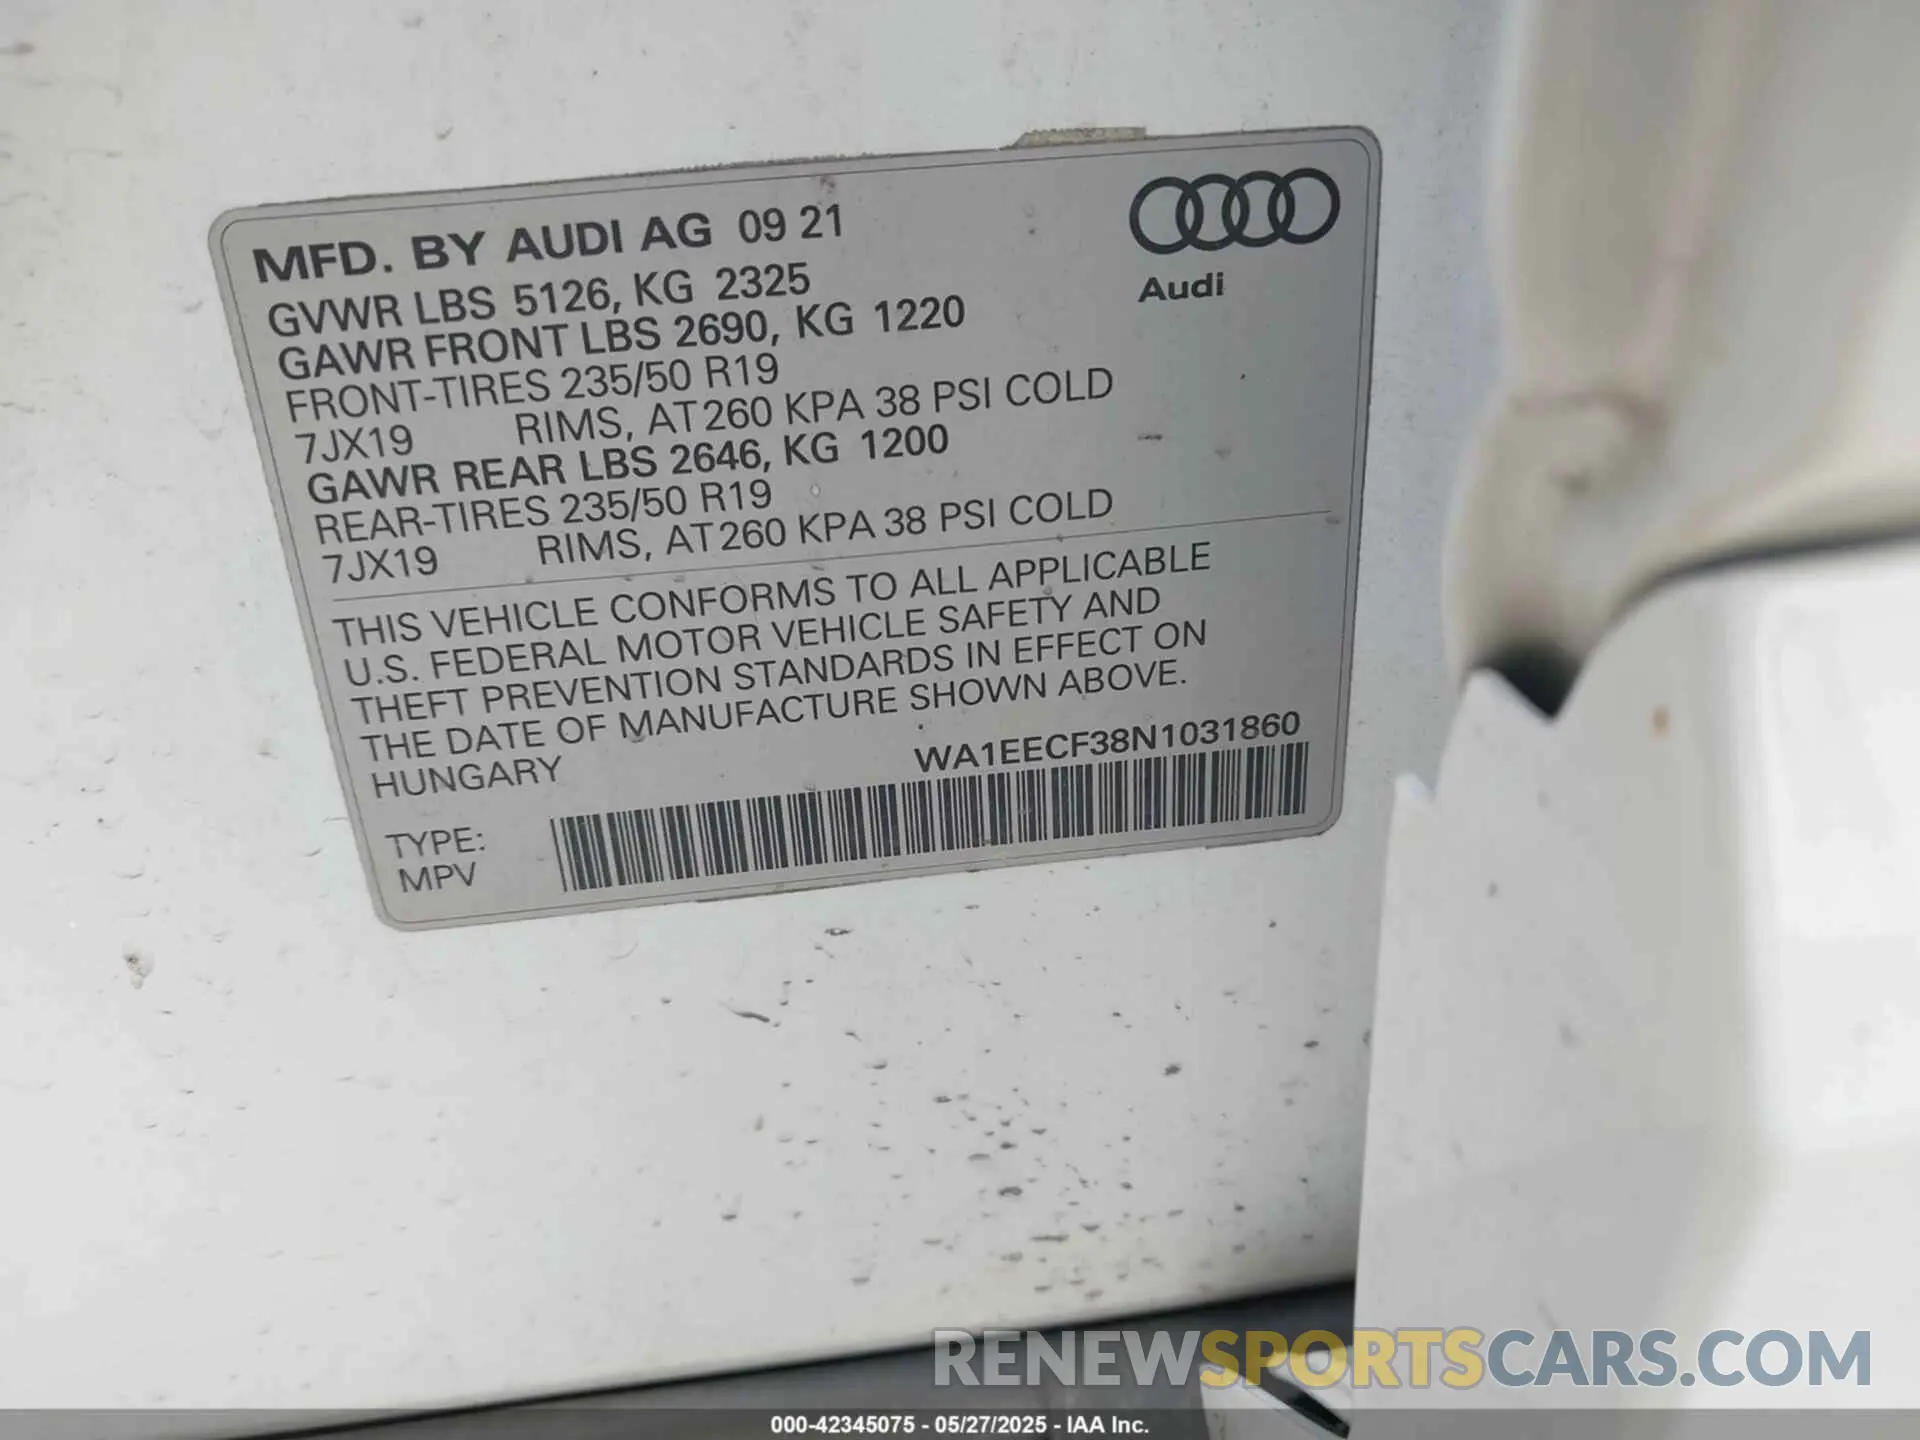 MFD. BY AUDI AG 09 21
Audi
GVWR LBS 5126, KG 2325
GAWR FRONT LBS 2690, KG 1220
FRONT-TIRES 235/50 R19
7JX19 RIMS, AT 260 KPA 38 PSI COLD
GAWR REAR LBS 2646, KG 1200
REAR-TIRES 235/50 R19
7JX19 RIMS, AT 260 KPA 38 PSI COLD
THIS VEHICLE CONFORMS TO ALL APPLICABLE
U.S. FEDERAL MOTOR VEHICLE SAFETY AND
THEFT PREVENTION STANDARDS IN EFFECT ON
THE DATE OF MANUFACTURE SHOWN ABOVE.
HUNGARY WA1EECF38N1031860
TYPE:
MPV
RENEWSPORTSCARS.COM
000-42345075 - 05/27/2025 - IAA Inc.